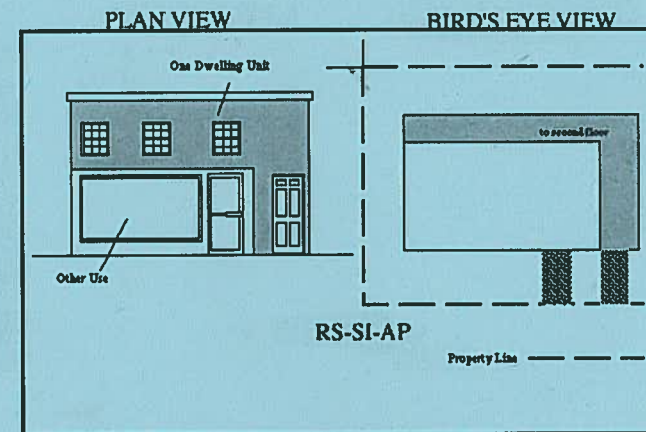 PLAN VIEW
BIRD'S EYE VIEW
One Dwelling Unit
to second floor
Other Use
RS-SI-AP
Property Line